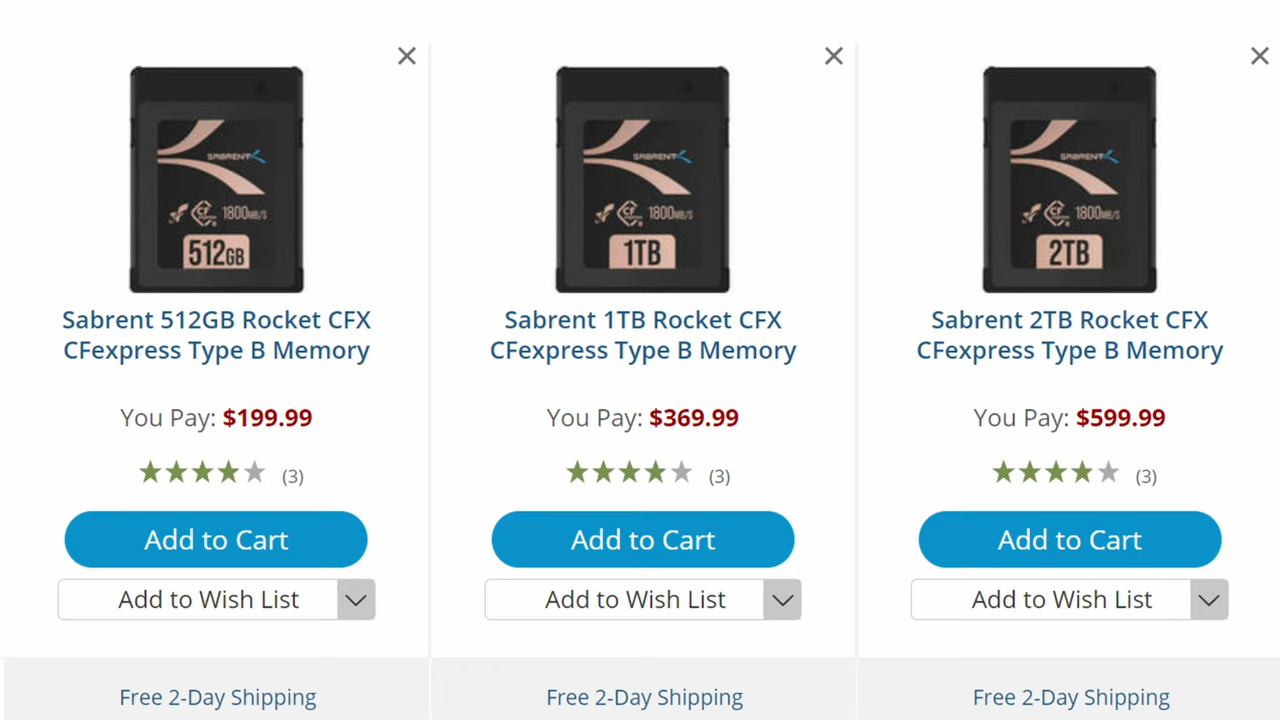 SABRENT
CF
1800MB/S
512GB
Sabrent 512GB Rocket CFX
CFexpress Type B Memory
You Pay: $199.99
(3)
Add to Cart
Add to Wish List
Free 2-Day Shipping
SABRENT
CF
1800MB/S
1TB
Sabrent 1TB Rocket CFX
CFexpress Type B Memory
You Pay: $369.99
(3)
Add to Cart
Add to Wish List
Free 2-Day Shipping
SABRENT
CF
1800MB/S
2TB
Sabrent 2TB Rocket CFX
CFexpress Type B Memory
You Pay: $599.99
(3)
Add to Cart
Add to Wish List
Free 2-Day Shipping